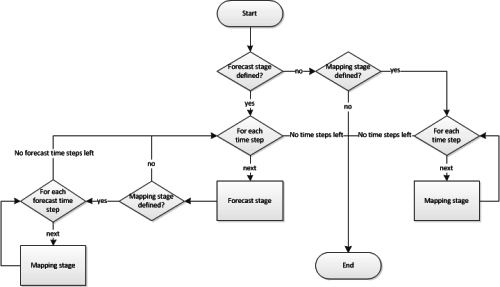 Start
Forecast stage
defined?
no
Mapping stage
defined?
yes
yes
no
For each
time step
No time steps left
No time steps left
For each
time step
No forecast time steps left
no
next
next
For each
forecast time
step
yes
Mapping stage
defined?
Forecast stage
Mapping stage
next
Mapping stage
End